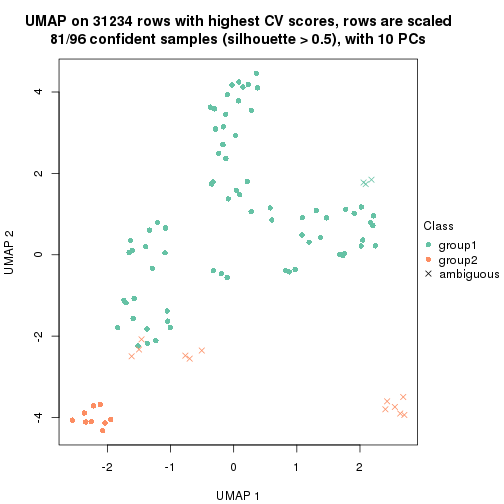 UMAP on 31234 rows with highest CV scores, rows are scaled
81/96 confident samples (silhouette > 0.5), with 10 PCs
4
2
0
-2
-4
UMAP 2
-2
-1
0
1
2
UMAP 1
Class
group1
group2
ambiguous